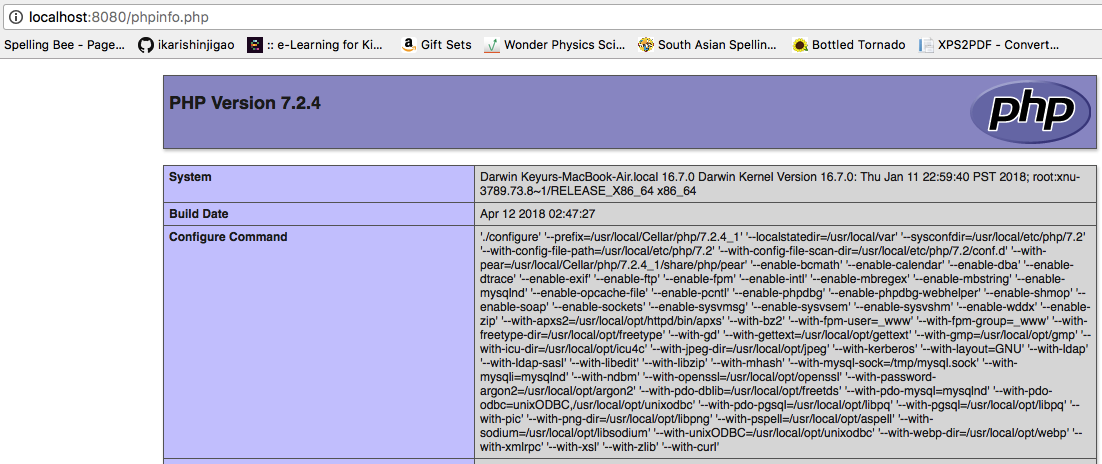 localhost:8080/phpinfo.php
Spelling Bee - Page... ikarishinjigao :: e-Learning for Ki... Gift Sets Wonder Physics Sci... South Asian Spellin... Bottled Tornado XPS2PDF - Convert...
PHP Version 7.2.4
php
System
Darwin Keyurs-MacBook-Air.local 16.7.0 Darwin Kernel Version 16.7.0: Thu Jan 11 22:59:40 PST 2018; root:xnu-
3789.73.8~1/RELEASE_X86_64 x86_64
Build Date
Apr 12 2018 02:47:27
Configure Command
'./configure' '--prefix=/usr/local/Cellar/php/7.2.4_1' '--localstatedir=/usr/local/var' '--sysconfdir=/usr/local/etc/php/7.2'
'--with-config-file-path=/usr/local/etc/php/7.2' '--with-config-file-scan-dir=/usr/local/etc/php/7.2/conf.d' '--with-
pear=/usr/local/Cellar/php/7.2.4_1/share/php/pear' '--enable-bcmath' '--enable-calendar' '--enable-dba' '--enable-
dtrace' '--enable-exif' '--enable-ftp' '--enable-fpm' '--enable-intl' '--enable-mbregex' '--enable-mbstring' '--enable-
mysqlnd' '--enable-opcache-file' '--enable-pcntl' '--enable-phpdbg' '--enable-phpdbg-webhelper' '--enable-shmop' '--
enable-soap' '--enable-sockets' '--enable-sysvmsg' '--enable-sysvsem' '--enable-sysvshm' '--enable-wddx' '--enable-
zip' '--with-apxs2=/usr/local/opt/httpd/bin/apxs' '--with-bz2' '--with-fpm-user=_www' '--with-fpm-group=_www' '--with-
freetype-dir=/usr/local/opt/freetype' '--with-gd' '--with-gettext=/usr/local/opt/gettext' '--with-gmp=/usr/local/opt/gmp' '--
with-icu-dir=/usr/local/opt/icu4c' '--with-jpeg-dir=/usr/local/opt/jpeg' '--with-kerberos' '--with-layout=GNU' '--with-ldap'
'--with-ldap-sasl' '--with-libedit' '--with-libzip' '--with-mhash' '--with-mysql-sock=/tmp/mysql.sock' '--with-
mysqli=mysqlnd' '--with-ndbm' '--with-openssl=/usr/local/opt/openssl' '--with-password-
argon2=/usr/local/opt/argon2' '--with-pdo-dblib=/usr/local/opt/freetds' '--with-pdo-mysql=mysqlnd' '--with-pdo-
odbc=unixODBC,/usr/local/opt/unixodbc' '--with-pdo-pgsql=/usr/local/opt/libpq' '--with-pgsql=/usr/local/opt/libpq' '--
with-pic' '--with-png-dir=/usr/local/opt/libpng' '--with-pspell=/usr/local/opt/aspell' '--with-
sodium=/usr/local/opt/libsodium' '--with-unixODBC=/usr/local/opt/unixodbc' '--with-webp-dir=/usr/local/opt/webp' '--
with-xmlrpc' '--with-xsl' '--with-zlib' '--with-curl'